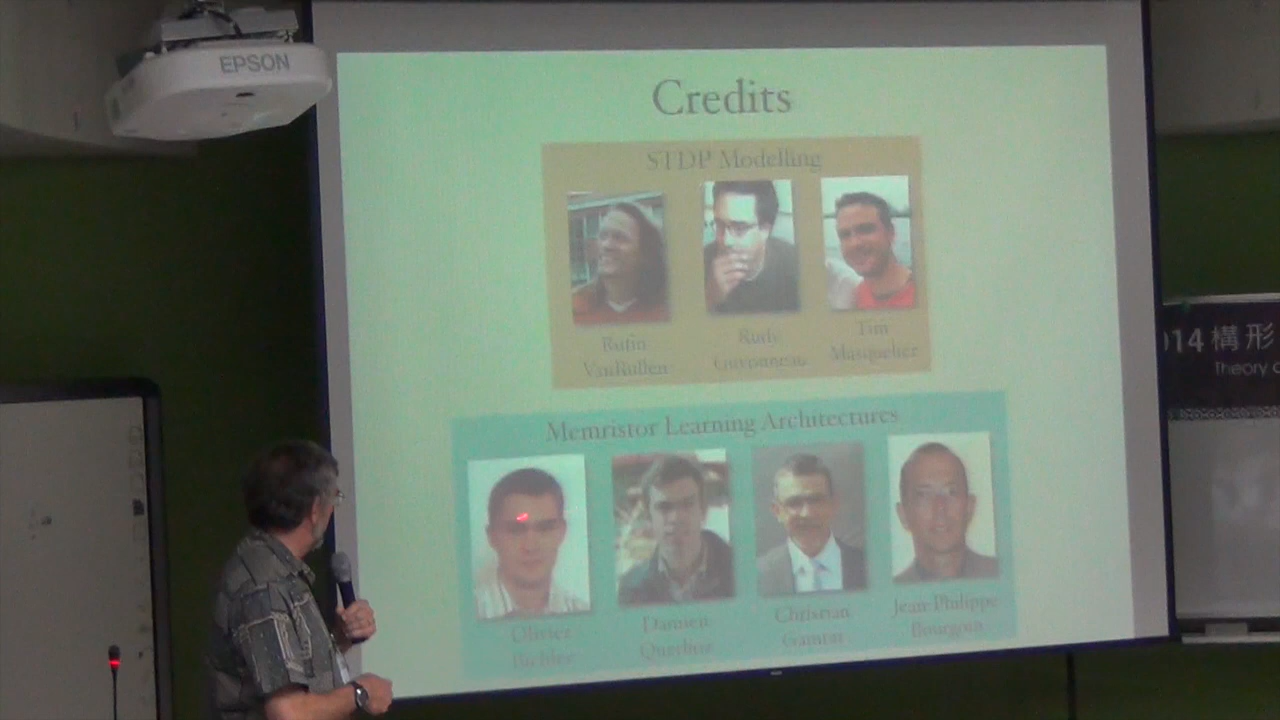 EPSON
Credits
STDP Modelling
Rufin
VanRullen
Rudy
Guyonneau
Tim
Masquelier
Memristor Learning Architectures
Olivier
Bichler
Damien
Querlioz
Christian
Gamrat
Jean-Philippe
Bourgoin
014 構形
Theory o